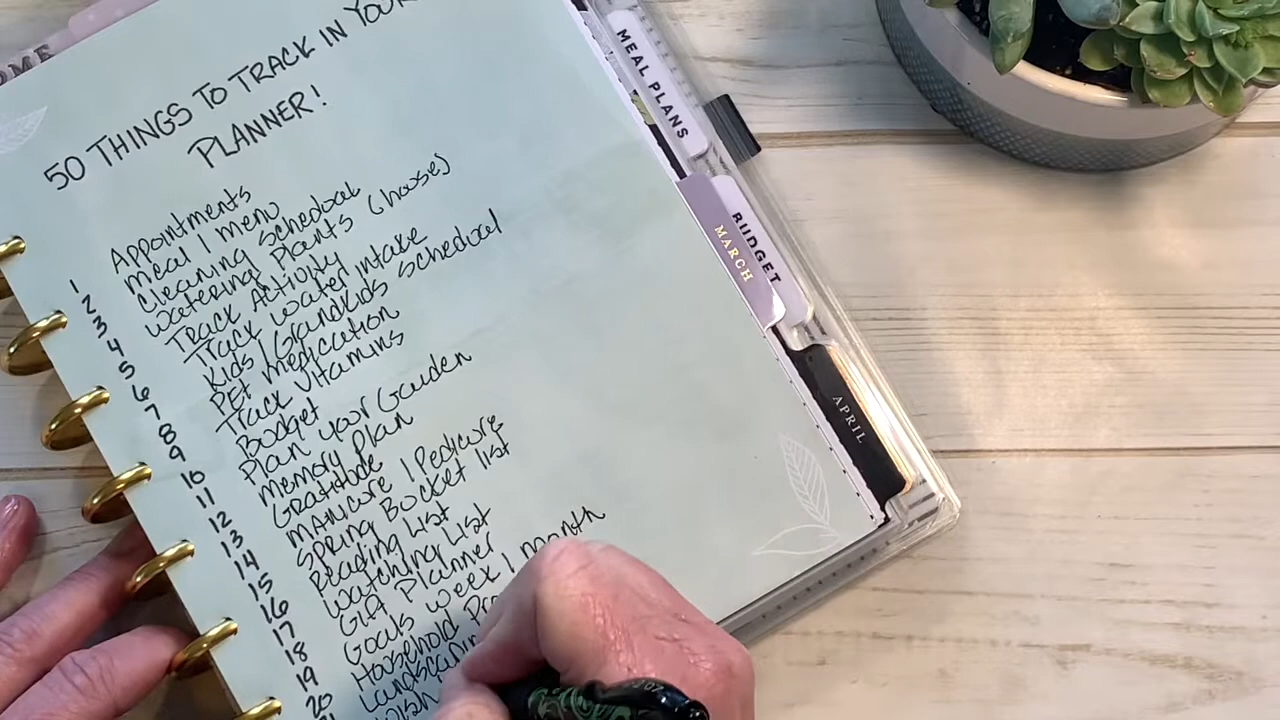 50 THINGS TO TRACK IN YOUR
PLANNER!
1 Appointments
2 Meal | menu
3 Cleaning Schedual
4 Watering Plants (houses)
5 Track Activity
6 Track water intake
7 Kids | Grandkids schedual
8 PEt medication
9 Track Vitamins
10 Budget
11 Plan your Garden
12 Memory Plan
13 Gratitude
14 MANicure | Pedicure
15 SPRING Bucket list
16 Reading List
17 Watching List
18 Gift Planner
19 Goals week | month
20 Household
21
MEAL PLANS
BUDGET
MARCH
APRIL